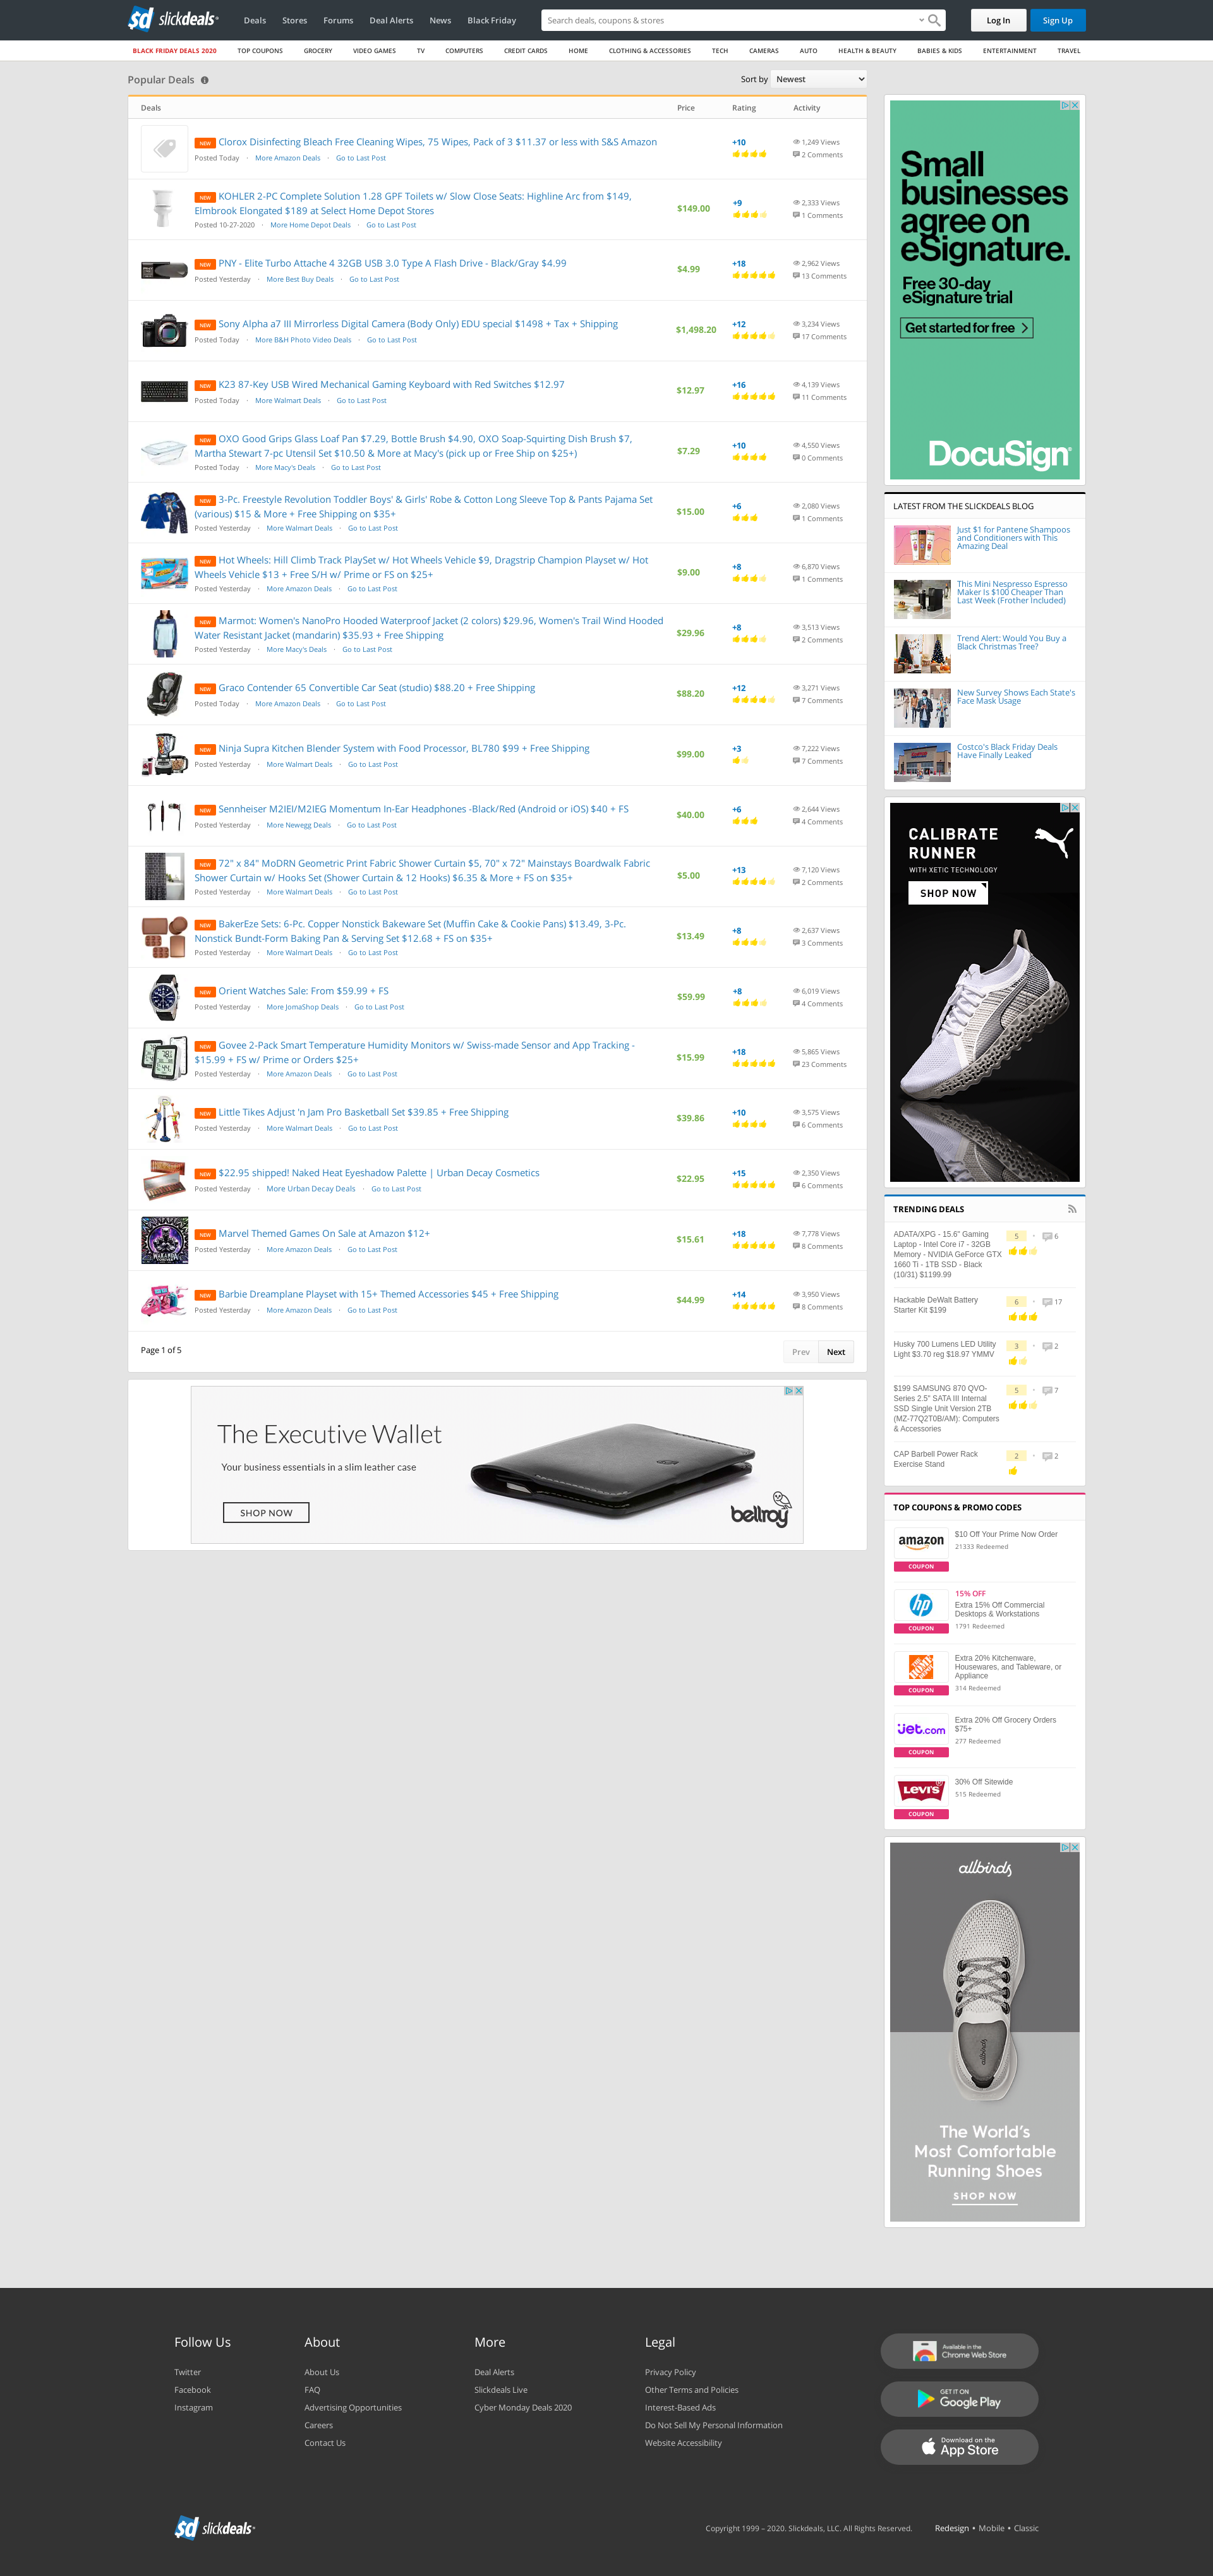 sd slickdeals
Deals Stores Forums Deal Alerts News Black Friday
Search deals, coupons & stores
Log In
Sign Up
BLACK FRIDAY DEALS 2020 TOP COUPONS GROCERY VIDEO GAMES TV COMPUTERS CREDIT CARDS HOME CLOTHING & ACCESSORIES TECH CAMERAS AUTO HEALTH & BEAUTY BABIES & KIDS ENTERTAINMENT TRAVEL
Popular Deals
Sort by Newest
Deals Price Rating Activity
NEW Clorox Disinfecting Bleach Free Cleaning Wipes, 75 Wipes, Pack of 3 $11.37 or less with S&S Amazon
Posted Today · More Amazon Deals · Go to Last Post
+10
1,249 Views
2 Comments
NEW KOHLER 2-PC Complete Solution 1.28 GPF Toilets w/ Slow Close Seats: Highline Arc from $149,
Elmbrook Elongated $189 at Select Home Depot Stores
Posted 10-27-2020 · More Home Depot Deals · Go to Last Post
$149.00
+9
2,333 Views
1 Comments
NEW PNY - Elite Turbo Attache 4 32GB USB 3.0 Type A Flash Drive - Black/Gray $4.99
Posted Yesterday · More Best Buy Deals · Go to Last Post
$4.99
+18
2,962 Views
13 Comments
NEW Sony Alpha a7 III Mirrorless Digital Camera (Body Only) EDU special $1498 + Tax + Shipping
Posted Today · More B&H Photo Video Deals · Go to Last Post
$1,498.20
+12
3,234 Views
17 Comments
NEW K23 87-Key USB Wired Mechanical Gaming Keyboard with Red Switches $12.97
Posted Today · More Walmart Deals · Go to Last Post
$12.97
+16
4,139 Views
11 Comments
NEW OXO Good Grips Glass Loaf Pan $7.29, Bottle Brush $4.90, OXO Soap-Squirting Dish Brush $7,
Martha Stewart 7-pc Utensil Set $10.50 & More at Macy's (pick up or Free Ship on $25+)
Posted Today · More Macy's Deals · Go to Last Post
$7.29
+10
4,550 Views
0 Comments
NEW 3-Pc. Freestyle Revolution Toddler Boys' & Girls' Robe & Cotton Long Sleeve Top & Pants Pajama Set
(various) $15 & More + Free Shipping on $35+
Posted Yesterday · More Walmart Deals · Go to Last Post
$15.00
+6
2,080 Views
1 Comments
NEW Hot Wheels: Hill Climb Track PlaySet w/ Hot Wheels Vehicle $9, Dragstrip Champion Playset w/ Hot
Wheels Vehicle $13 + Free S/H w/ Prime or FS on $25+
Posted Yesterday · More Amazon Deals · Go to Last Post
$9.00
+8
6,870 Views
1 Comments
NEW Marmot: Women's NanoPro Hooded Waterproof Jacket (2 colors) $29.96, Women's Trail Wind Hooded
Water Resistant Jacket (mandarin) $35.93 + Free Shipping
Posted Yesterday · More Macy's Deals · Go to Last Post
$29.96
+8
3,513 Views
2 Comments
NEW Graco Contender 65 Convertible Car Seat (studio) $88.20 + Free Shipping
Posted Today · More Amazon Deals · Go to Last Post
$88.20
+12
3,271 Views
7 Comments
NEW Ninja Supra Kitchen Blender System with Food Processor, BL780 $99 + Free Shipping
Posted Yesterday · More Walmart Deals · Go to Last Post
$99.00
+3
7,222 Views
7 Comments
NEW Sennheiser M2IEI/M2IEG Momentum In-Ear Headphones -Black/Red (Android or iOS) $40 + FS
Posted Yesterday · More Newegg Deals · Go to Last Post
$40.00
+6
2,644 Views
4 Comments
NEW 72" x 84" MoDRN Geometric Print Fabric Shower Curtain $5, 70" x 72" Mainstays Boardwalk Fabric
Shower Curtain w/ Hooks Set (Shower Curtain & 12 Hooks) $6.35 & More + FS on $35+
Posted Yesterday · More Walmart Deals · Go to Last Post
$5.00
+13
7,120 Views
2 Comments
NEW BakerEze Sets: 6-Pc. Copper Nonstick Bakeware Set (Muffin Cake & Cookie Pans) $13.49, 3-Pc.
Nonstick Bundt-Form Baking Pan & Serving Set $12.68 + FS on $35+
Posted Yesterday · More Walmart Deals · Go to Last Post
$13.49
+8
2,637 Views
3 Comments
NEW Orient Watches Sale: From $59.99 + FS
Posted Yesterday · More JomaShop Deals · Go to Last Post
$59.99
+8
6,019 Views
4 Comments
NEW Govee 2-Pack Smart Temperature Humidity Monitors w/ Swiss-made Sensor and App Tracking -
$15.99 + FS w/ Prime or Orders $25+
Posted Yesterday · More Amazon Deals · Go to Last Post
$15.99
+18
5,865 Views
23 Comments
NEW Little Tikes Adjust 'n Jam Pro Basketball Set $39.85 + Free Shipping
Posted Yesterday · More Walmart Deals · Go to Last Post
$39.86
+10
3,575 Views
6 Comments
NEW $22.95 shipped! Naked Heat Eyeshadow Palette | Urban Decay Cosmetics
Posted Yesterday · More Urban Decay Deals · Go to Last Post
$22.95
+15
2,350 Views
6 Comments
NEW Marvel Themed Games On Sale at Amazon $12+
Posted Yesterday · More Amazon Deals · Go to Last Post
$15.61
+18
7,778 Views
8 Comments
NEW Barbie Dreamplane Playset with 15+ Themed Accessories $45 + Free Shipping
Posted Yesterday · More Amazon Deals · Go to Last Post
$44.99
+14
3,950 Views
8 Comments
Page 1 of 5
Prev Next
The Executive Wallet
Your business essentials in a slim leather case
SHOP NOW
bellroy
Small
businesses
agree on
eSignature.
Free 30-day
eSignature trial
Get started for free
DocuSign
LATEST FROM THE SLICKDEALS BLOG
Just $1 for Pantene Shampoos
and Conditioners with This
Amazing Deal
This Mini Nespresso Espresso
Maker Is $100 Cheaper Than
Last Week (Frother Included)
Trend Alert: Would You Buy a
Black Christmas Tree?
New Survey Shows Each State's
Face Mask Usage
Costco's Black Friday Deals
Have Finally Leaked
CALIBRATE
RUNNER
WITH XETIC TECHNOLOGY
SHOP NOW
TRENDING DEALS
ADATA/XPG - 15.6" Gaming
Laptop - Intel Core i7 - 32GB
Memory - NVIDIA GeForce GTX
1660 Ti - 1TB SSD - Black
(10/31) $1199.99
5 · 6
Hackable DeWalt Battery
Starter Kit $199
6 · 17
Husky 700 Lumens LED Utility
Light $3.70 reg $18.97 YMMV
3 · 2
$199 SAMSUNG 870 QVO-
Series 2.5" SATA III Internal
SSD Single Unit Version 2TB
(MZ-77Q2T0B/AM): Computers
& Accessories
5 · 7
CAP Barbell Power Rack
Exercise Stand
2 · 2
TOP COUPONS & PROMO CODES
amazon
COUPON
$10 Off Your Prime Now Order
21333 Redeemed
hp
COUPON
15% OFF
Extra 15% Off Commercial
Desktops & Workstations
1791 Redeemed
COUPON
Extra 20% Kitchenware,
Housewares, and Tableware, or
Appliance
314 Redeemed
jet.com
COUPON
Extra 20% Off Grocery Orders
$75+
277 Redeemed
LEVI'S
COUPON
30% Off Sitewide
515 Redeemed
allbirds
The World's
Most Comfortable
Running Shoes
SHOP NOW
Follow Us
Twitter
Facebook
Instagram
About
About Us
FAQ
Advertising Opportunities
Careers
Contact Us
More
Deal Alerts
Slickdeals Live
Cyber Monday Deals 2020
Legal
Privacy Policy
Other Terms and Policies
Interest-Based Ads
Do Not Sell My Personal Information
Website Accessibility
Available in the
Chrome Web Store
GET IT ON
Google Play
Download on the
App Store
sd slickdeals
Copyright 1999 – 2020. Slickdeals, LLC. All Rights Reserved. Redesign • Mobile • Classic